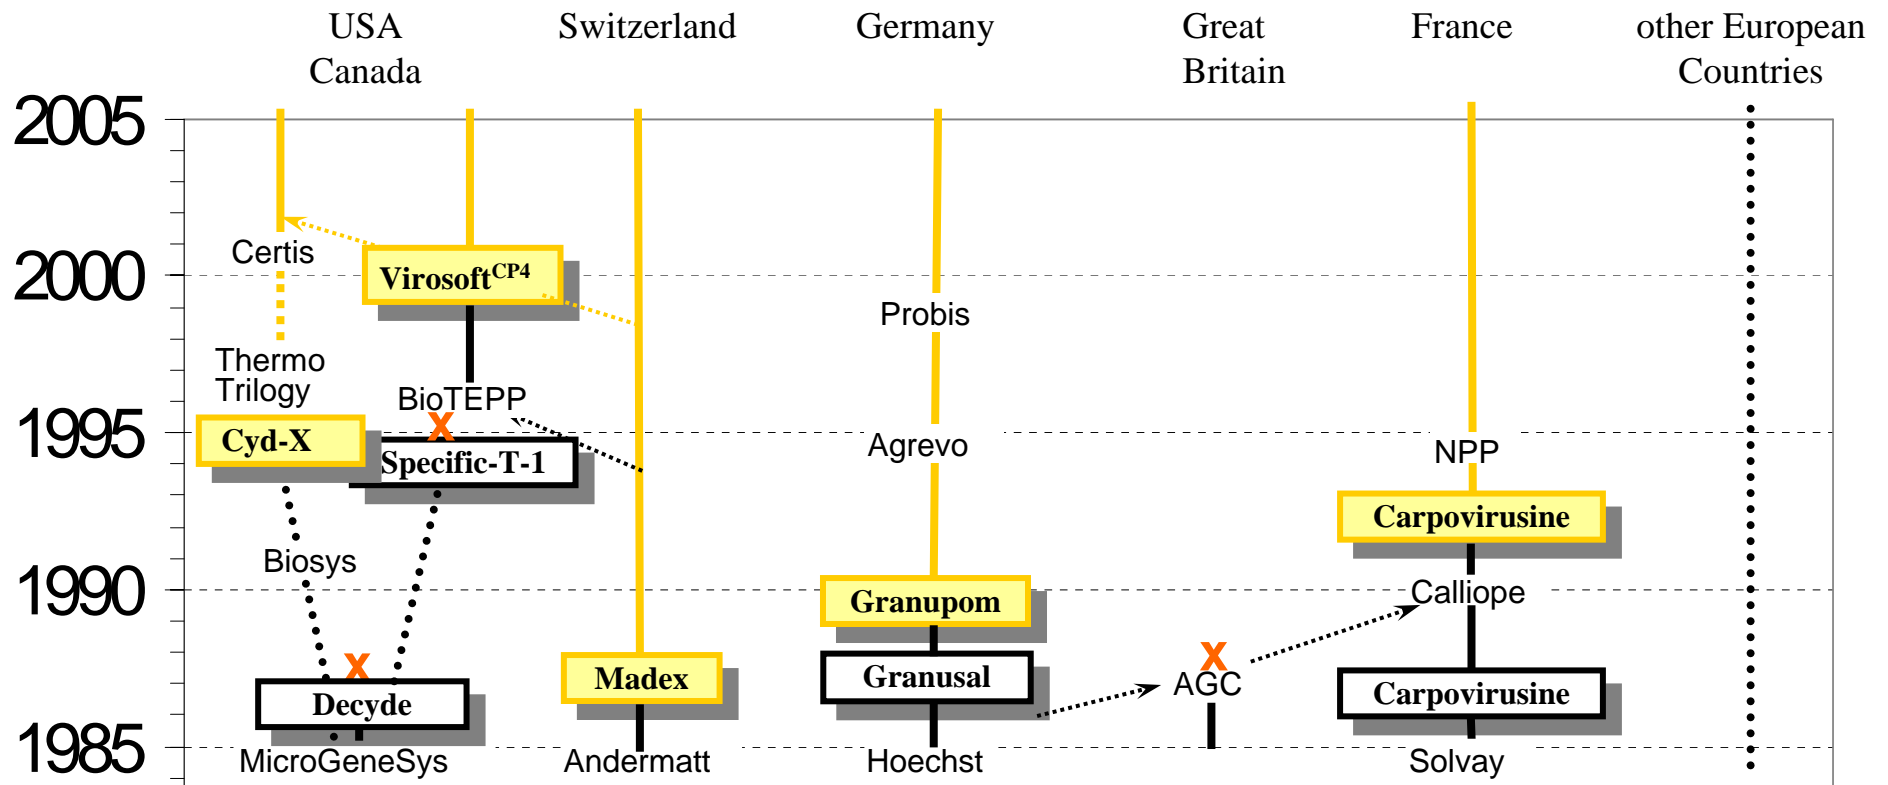 USA
Canada
Switzerland
Germany
Great
Britain
France
other European
Countries
2005
Certis
2000
Virosoft^CP4
Probis
Thermo
Trilogy
BioTEPP
X
1995
Cyd-X
Specific-T-1
Agrevo
NPP
Carpovirusine
Biosys
1990
Granupom
Calliope
X
X
Decyde
Madex
Granusal
AGC
Carpovirusine
1985
MicroGeneSys
Andermatt
Hoechst
Solvay